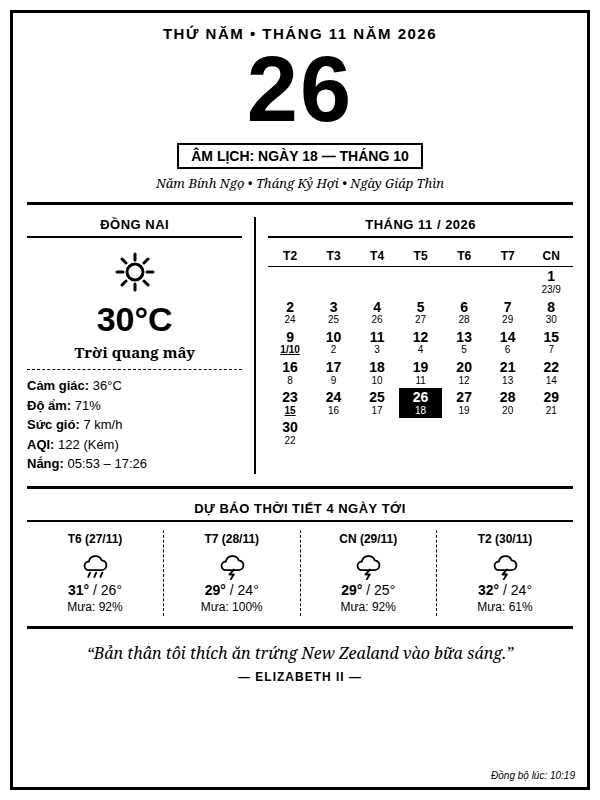 THỨ NĂM • THÁNG 11 NĂM 2026
26
ÂM LỊCH: NGÀY 18 — THÁNG 10
Năm Bính Ngọ • Tháng Kỷ Hợi • Ngày Giáp Thìn
ĐỒNG NAI
30°C
Trời quang mây
Cảm giác: 36°C
Độ ẩm: 71%
Sức gió: 7 km/h
AQI: 122 (Kém)
Nắng: 05:53 – 17:26
THÁNG 11 / 2026
T2 T3 T4 T5 T6 T7 CN
1
23/9
2 3 4 5 6 7 8
24 25 26 27 28 29 30
9 10 11 12 13 14 15
1/10 2 3 4 5 6 7
16 17 18 19 20 21 22
8 9 10 11 12 13 14
23 24 25 26 27 28 29
15 16 17 18 19 20 21
30
22
DỰ BÁO THỜI TIẾT 4 NGÀY TỚI
T6 (27/11) T7 (28/11) CN (29/11) T2 (30/11)
31° / 26° 29° / 24° 29° / 25° 32° / 24°
Mưa: 92% Mưa: 100% Mưa: 92% Mưa: 61%
“Bản thân tôi thích ăn trứng New Zealand vào bữa sáng.”
— ELIZABETH II —
Đồng bộ lúc: 10:19